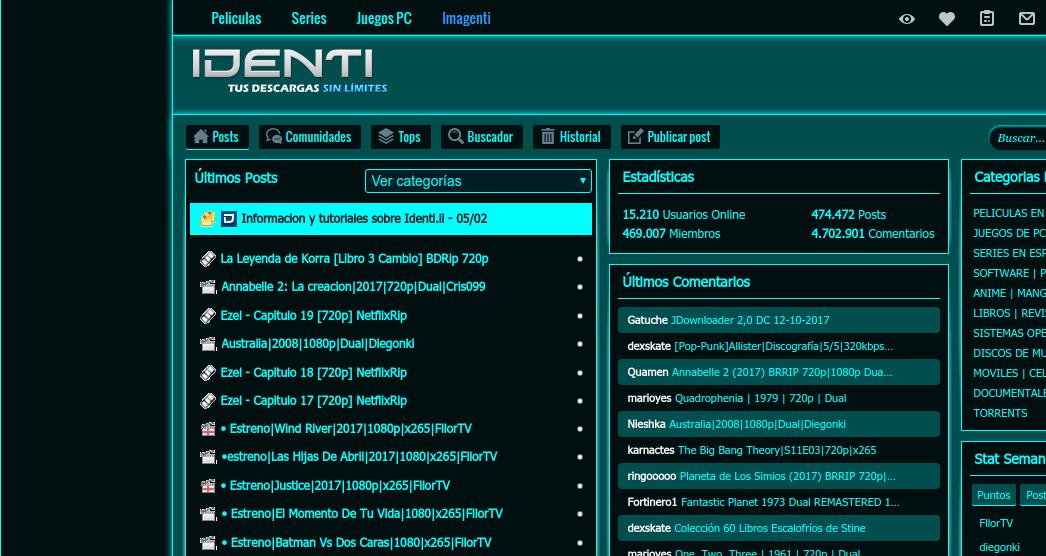 Peliculas Series Juegos PC Imagenti
IDENTI
TUS DESCARGAS SIN LÍMITES
Posts Comunidades Tops Buscador Historial Publicar post Buscar...
Últimos Posts Ver categorías
Informacion y tutoriales sobre Identi.li - 05/02
La Leyenda de Korra [Libro 3 Cambio] BDRip 720p
Annabelle 2: La creacion|2017|720p|Dual|Cris099
Ezel - Capitulo 19 [720p] NetflixRip
Australia|2008|1080p|Dual|Diegonki
Ezel - Capitulo 18 [720p] NetflixRip
Ezel - Capitulo 17 [720p] NetflixRip
• Estreno|Wind River|2017|1080p|x265|FllorTV
•estreno|Las Hijas De Abril|2017|1080|x265|FllorTV
• Estreno|Justice|2017|1080p|x265|FllorTV
• Estreno|El Momento De Tu Vida|1080|x265|FllorTV
• Estreno|Batman Vs Dos Caras|1080|x265|FllorTV
Estadísticas
15.210 Usuarios Online 474.472 Posts
469.007 Miembros 4.702.901 Comentarios
Últimos Comentarios
Gatuche JDownloader 2,0 DC 12-10-2017
dexskate [Pop-Punk]Allister|Discografía|5/5|320kbps...
Quamen Annabelle 2 (2017) BRRIP 720p|1080p Dua...
marioyes Quadrophenia | 1979 | 720p | Dual
Nieshka Australia|2008|1080p|Dual|Diegonki
karnactes The Big Bang Theory|S11E03|720p|x265
ringooooo Planeta de Los Simios (2017) BRRIP 720p|...
Fortinero1 Fantastic Planet 1973 Dual REMASTERED 1...
dexskate Colección 60 Libros Escalofríos de Stine
marioyes One, Two, Three | 1961 | 720p | Dual
Categorias
PELICULAS EN
JUEGOS DE PC
SERIES EN ESP
SOFTWARE | P
ANIME | MANG
LIBROS | REVI
SISTEMAS OPE
DISCOS DE MU
MOVILES | CEL
DOCUMENTALE
TORRENTS
Stat Seman
Puntos Post
FllorTV
diegonki